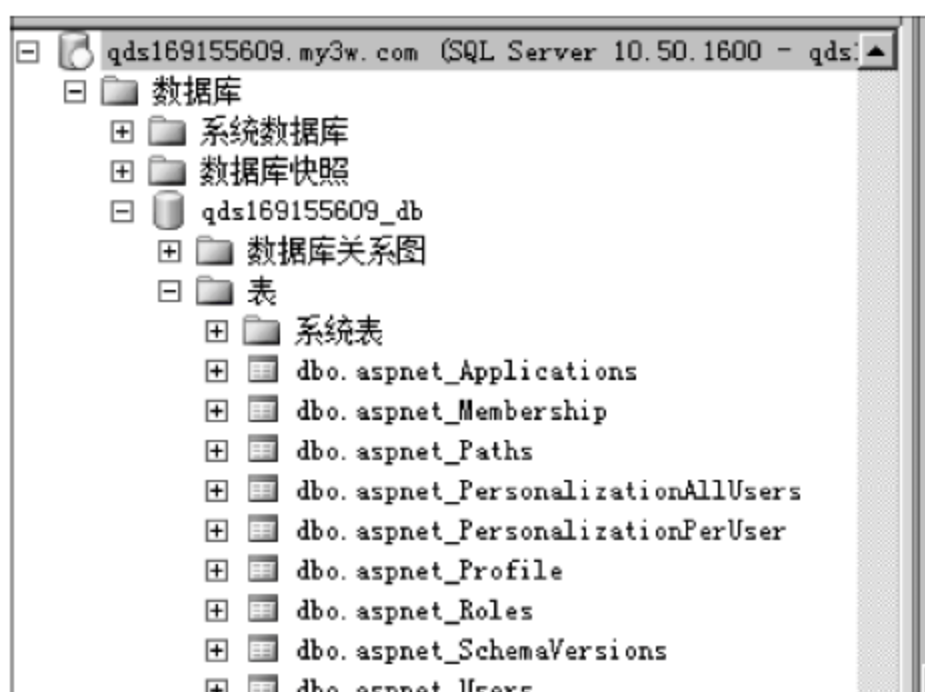 qds169155609.my3w.com (SQL Server 10.50.1600 - qds
数据库
系统数据库
数据库快照
qds169155609_db
数据库关系图
表
系统表
dbo.aspnet_Applications
dbo.aspnet_Membership
dbo.aspnet_Paths
dbo.aspnet_PersonalizationAllUsers
dbo.aspnet_PersonalizationPerUser
dbo.aspnet_Profile
dbo.aspnet_Roles
dbo.aspnet_SchemaVersions
dbo.aspnet_Users